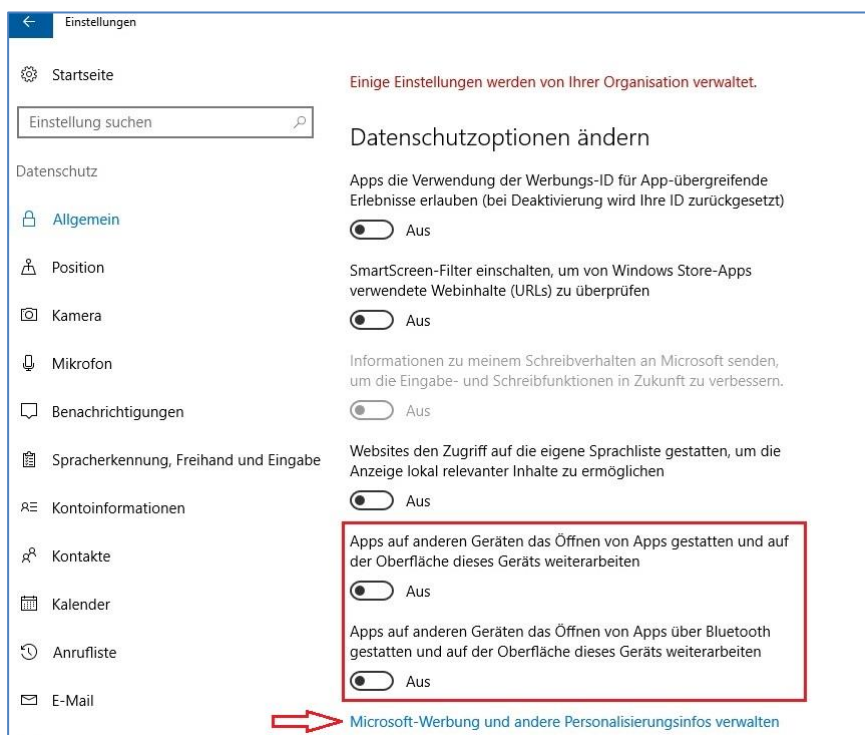 Einstellungen
Startseite
Einstellung suchen
Datenschutz
Allgemein
Position
Kamera
Mikrofon
Benachrichtigungen
Spracherkennung, Freihand und Eingabe
Kontoinformationen
Kontakte
Kalender
Anrufliste
E-Mail
Einige Einstellungen werden von Ihrer Organisation verwaltet.
Datenschutzoptionen ändern
Apps die Verwendung der Werbungs-ID für App-übergreifende
Erlebnisse erlauben (bei Deaktivierung wird Ihre ID zurückgesetzt)
Aus
SmartScreen-Filter einschalten, um von Windows Store-Apps
verwendete Webinhalte (URLs) zu überprüfen
Aus
Informationen zu meinem Schreibverhalten an Microsoft senden,
um die Eingabe- und Schreibfunktionen in Zukunft zu verbessern.
Aus
Websites den Zugriff auf die eigene Sprachliste gestatten, um die
Anzeige lokal relevanter Inhalte zu ermöglichen
Aus
Apps auf anderen Geräten das Öffnen von Apps gestatten und auf
der Oberfläche dieses Geräts weiterarbeiten
Aus
Apps auf anderen Geräten das Öffnen von Apps über Bluetooth
gestatten und auf der Oberfläche dieses Geräts weiterarbeiten
Aus
Microsoft-Werbung und andere Personalisierungsinfos verwalten